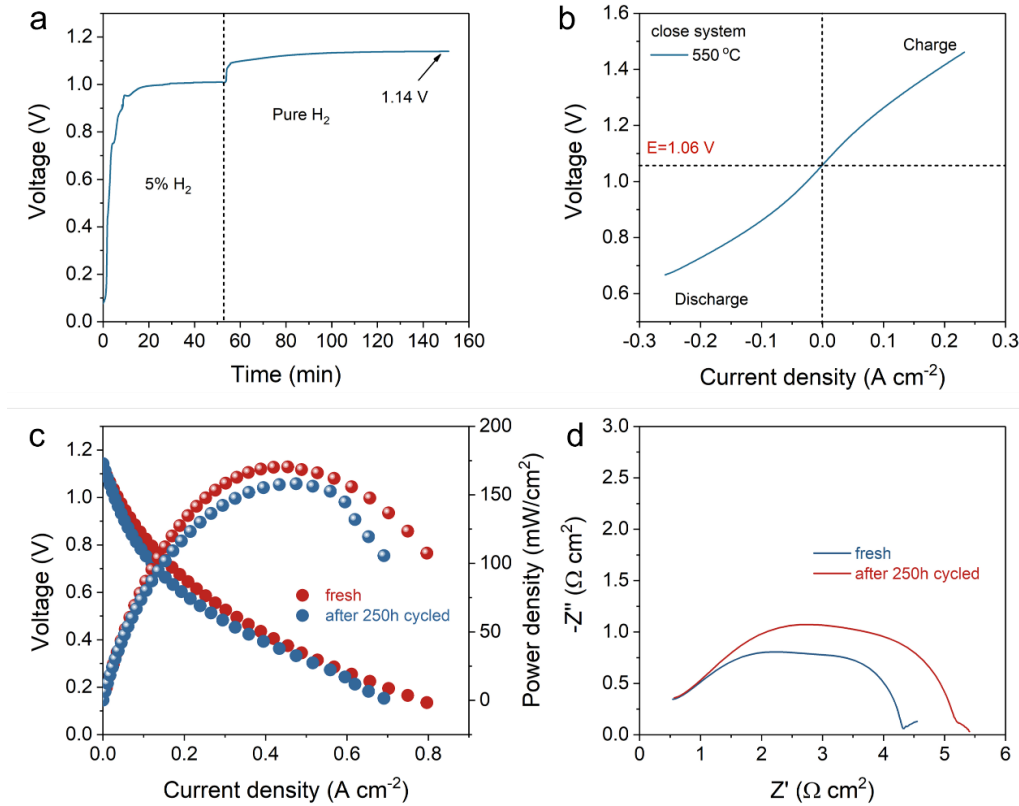 a
1.2
1.0
0.8
0.6
0.4
0.2
0.0
Voltage (V)
1.14 V
Pure H₂
5% H₂
0 20 40 60 80 100 120 140 160
Time (min)
b
1.6
1.4
1.2
1.0
0.8
0.6
Voltage (V)
close system
550 °C
Charge
E=1.06 V
Discharge
-0.3 -0.2 -0.1 0.0 0.1 0.2 0.3
Current density (A cm⁻²)
c
1.2
1.0
0.8
0.6
0.4
0.2
0.0
Voltage (V)
fresh
after 250h cycled
200
150
100
50
0
Power density (mW/cm²)
0.0 0.2 0.4 0.6 0.8
Current density (A cm⁻²)
d
3.0
2.5
2.0
1.5
1.0
0.5
0.0
-Z" (Ω cm²)
fresh
after 250h cycled
0 1 2 3 4 5 6
Z' (Ω cm²)